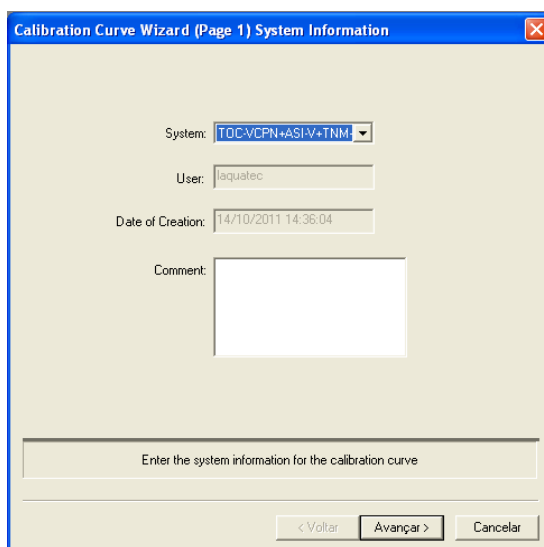 Calibration Curve Wizard (Page 1) System Information
System: TOC-VCPN+ASI-V+TNM-
User: laquatec
Date of Creation: 14/10/2011 14:36:04
Comment:
Enter the system information for the calibration curve
< Voltar Avançar > Cancelar